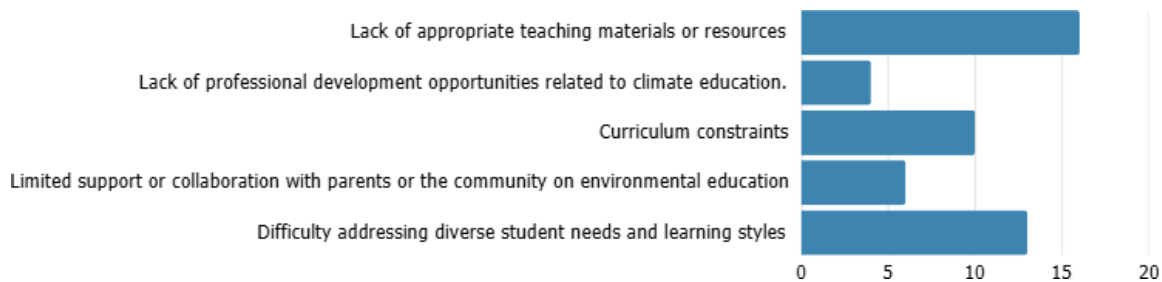 Lack of appropriate teaching materials or resources
Lack of professional development opportunities related to climate education.
Curriculum constraints
Limited support or collaboration with parents or the community on environmental education
Difficulty addressing diverse student needs and learning styles
0 5 10 15 20